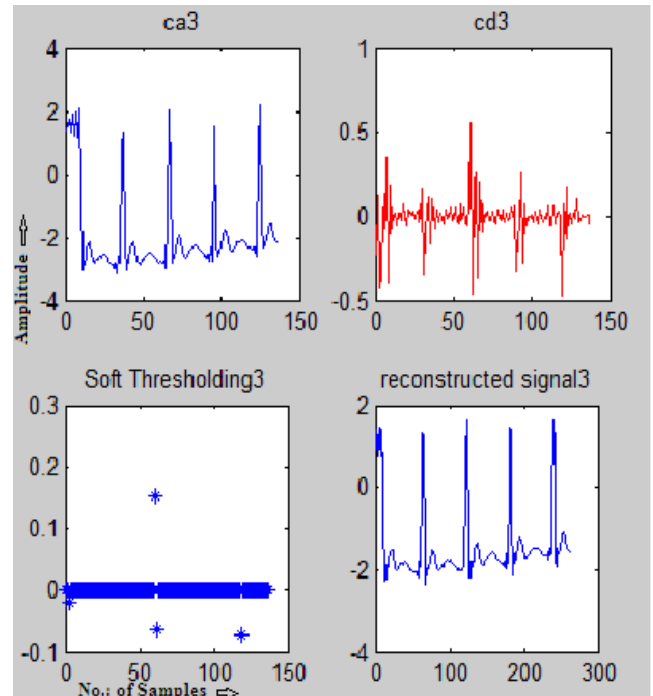 ca3 cd3
4 1
2 0.5
0
-2 0
-4 -0.5
0 50 100 150 0 50 100 150
Amplitude ⇨
Soft Thresholding3 reconstructed signal3
0.3 2
0.2 0
0.1
0 -2
-0.1 -4
0 50 100 150 0 100 200 300
No.: of Samples ⇨